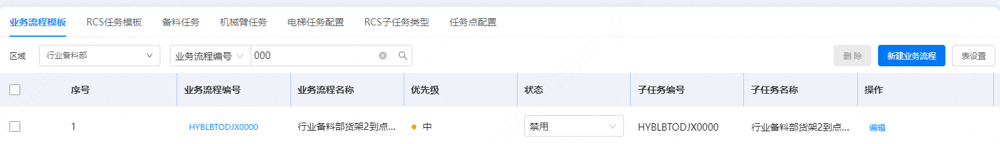 业务流程模板 RCS任务模板 备料任务 机械臂任务 电梯任务配置 RCS子任务类型 任务点配置
区域 行业备料部 业务流程编号 000 删 除 新建业务流程 表设置
序号 业务流程编号 业务流程名称 优先级 状态 子任务编号 子任务名称 操作
1 HYBLBTODJX0000 行业备料部货架2到点... 中 禁用 HYBLBTODJX0000 行业备料部货架2到点... 编辑